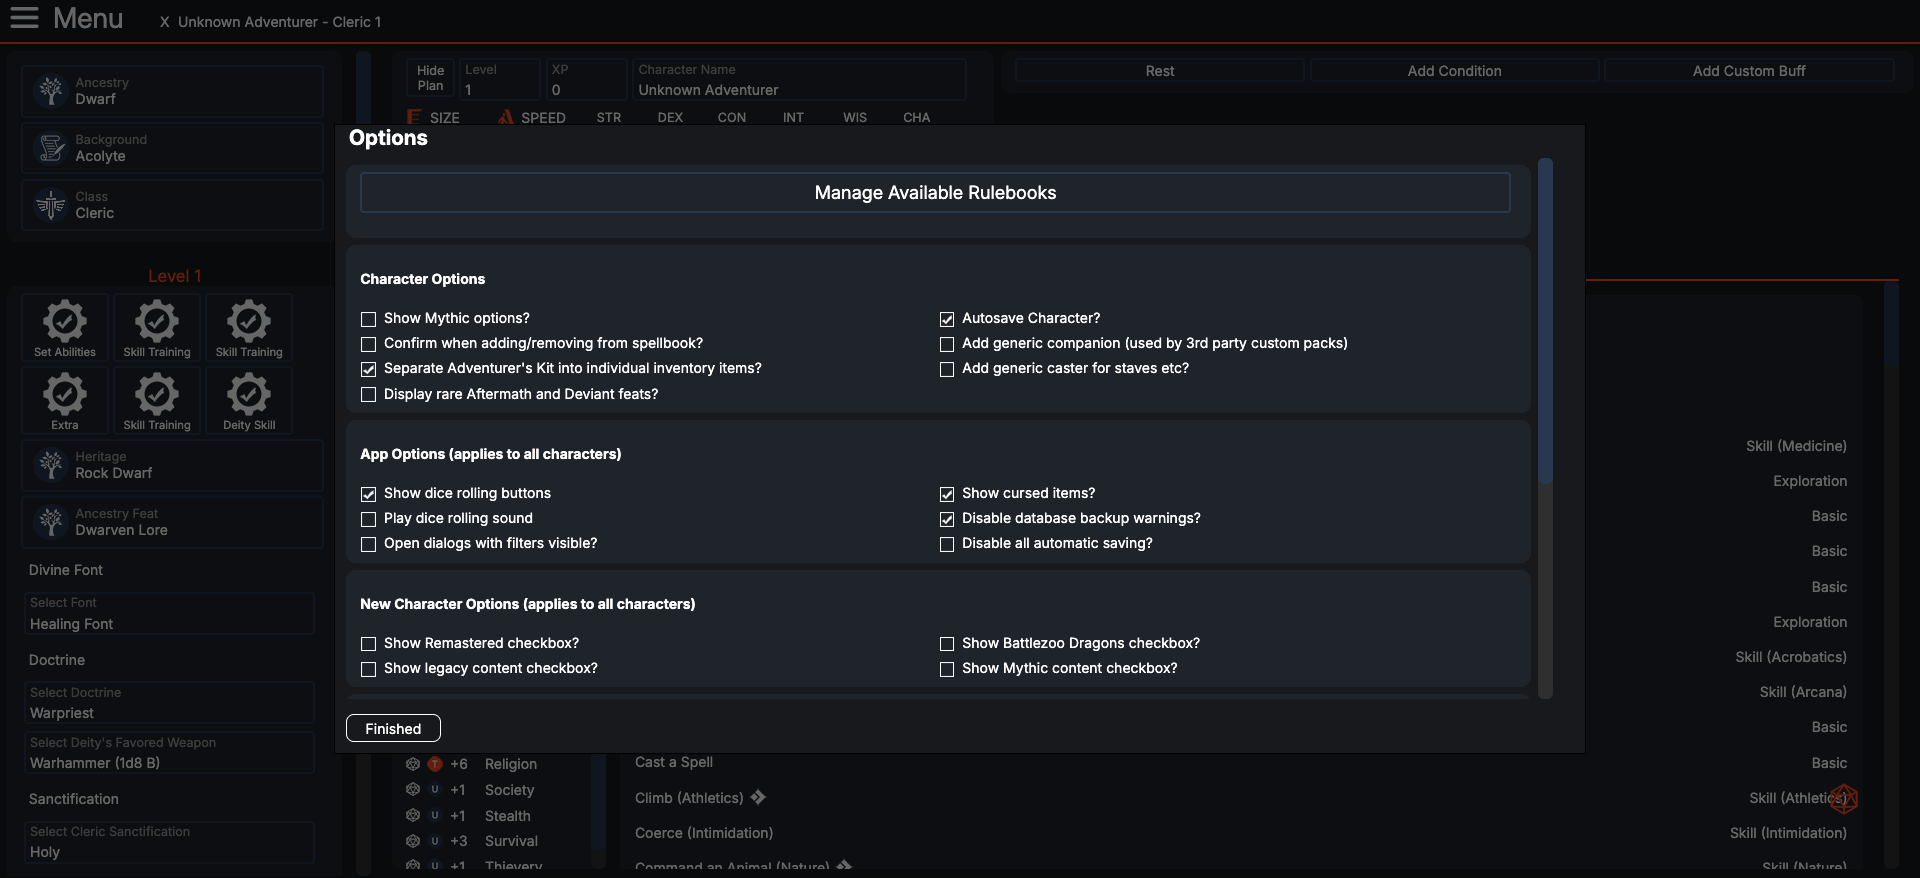 Menu
X Unknown Adventurer - Cleric 1
Ancestry
Dwarf
Background
Acolyte
Class
Cleric
Level 1
Set Abilities
Skill Training
Skill Training
Extra
Skill Training
Deity Skill
Heritage
Rock Dwarf
Ancestry Feat
Dwarven Lore
Divine Font
Select Font
Healing Font
Doctrine
Select Doctrine
Warpriest
Select Deity's Favored Weapon
Warhammer (1d8 B)
Sanctification
Select Cleric Sanctification
Holy
Hide Plan
Level
1
XP
0
Character Name
Unknown Adventurer
SIZE SPEED STR DEX CON INT WIS CHA
Rest
Add Condition
Add Custom Buff
Options
Manage Available Rulebooks
Character Options
Show Mythic options?
Confirm when adding/removing from spellbook?
Separate Adventurer's Kit into individual inventory items?
Display rare Aftermath and Deviant feats?
Autosave Character?
Add generic companion (used by 3rd party custom packs)
Add generic caster for staves etc?
App Options (applies to all characters)
Show dice rolling buttons
Play dice rolling sound
Open dialogs with filters visible?
Show cursed items?
Disable database backup warnings?
Disable all automatic saving?
New Character Options (applies to all characters)
Show Remastered checkbox?
Show legacy content checkbox?
Show Battlezoo Dragons checkbox?
Show Mythic content checkbox?
Finished
T +6 Religion
U +1 Society
U +1 Stealth
U +3 Survival
U +1 Thievery
Skill (Medicine)
Exploration
Basic
Basic
Basic
Exploration
Skill (Acrobatics)
Skill (Arcana)
Basic
Cast a Spell Basic
Climb (Athletics) Skill (Athletics)
Coerce (Intimidation) Skill (Intimidation)
Command an Animal (Nature) Skill (Nature)